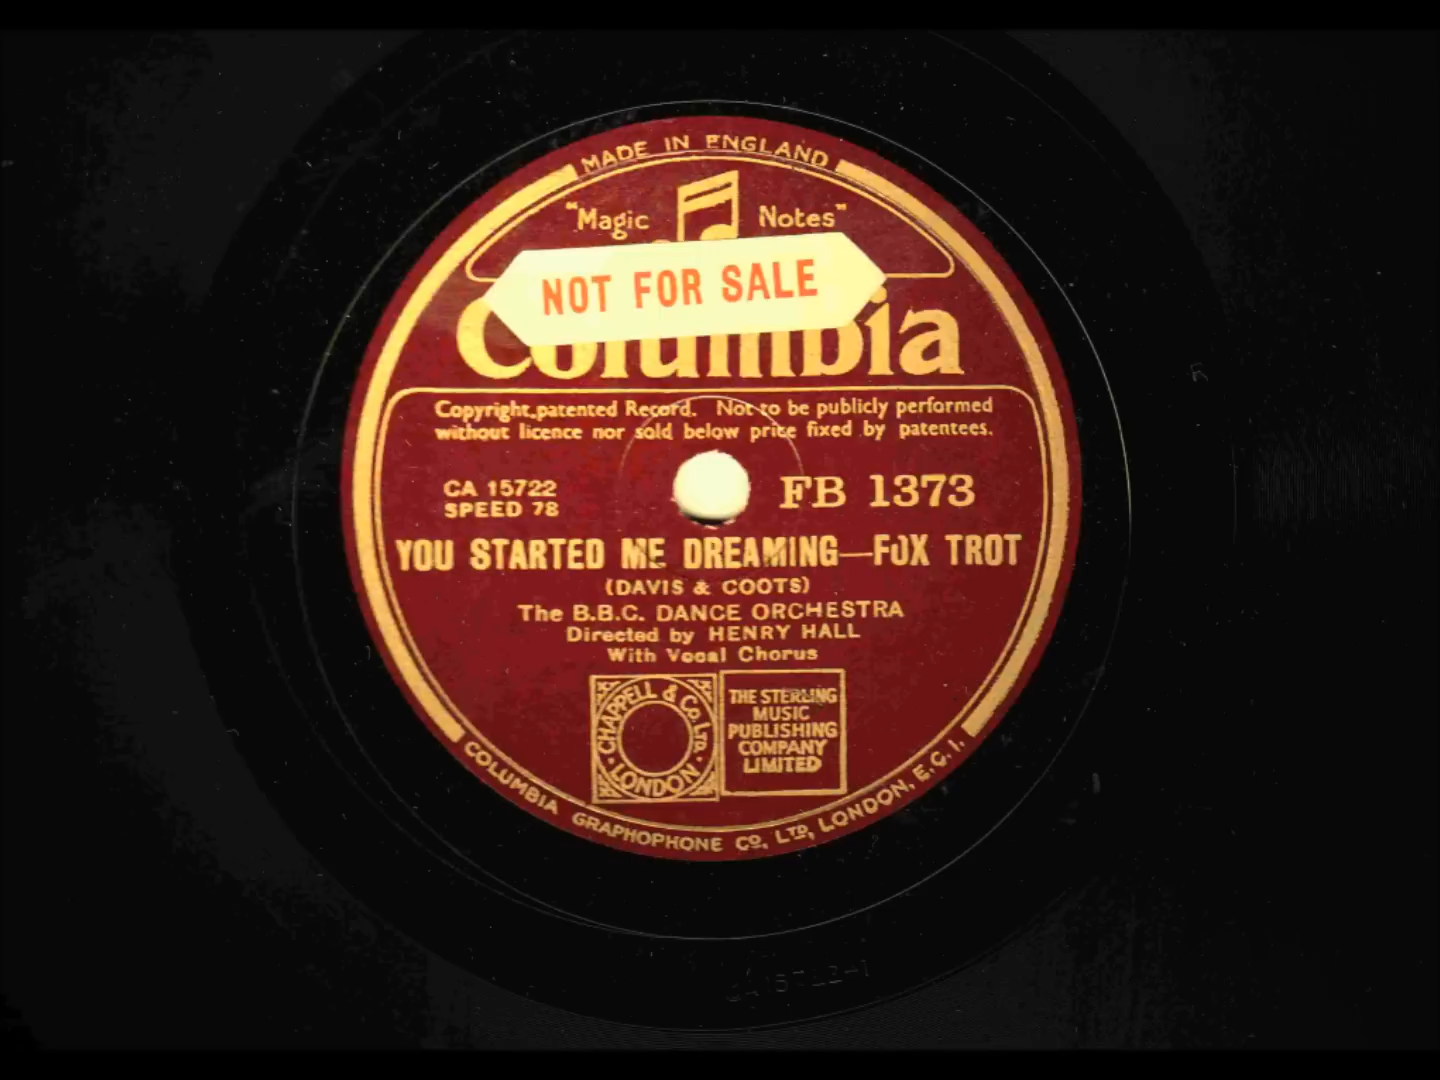 MADE IN ENGLAND
"Magic Notes"
NOT FOR SALE
Columbia
Copyright, patented Record. Not to be publicly performed
without licence nor sold below price fixed by patentees.
CA 15722
SPEED 78
FB 1373
YOU STARTED ME DREAMING—FOX TROT
(DAVIS & COOTS)
The B.B.C. DANCE ORCHESTRA
Directed by HENRY HALL
With Vocal Chorus
CHAPPELL & Co. LTD.
LONDON
THE STERLING
MUSIC
PUBLISHING
COMPANY
LIMITED
COLUMBIA GRAPHOPHONE CO. LTD, LONDON, E.C.1.